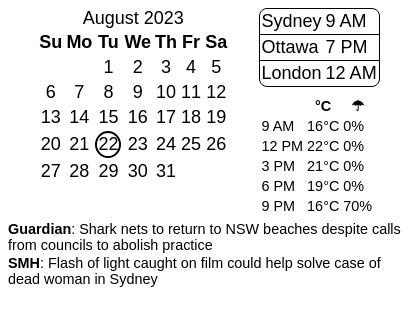 August 2023
Su Mo Tu We Th Fr Sa
1 2 3 4 5
6 7 8 9 10 11 12
13 14 15 16 17 18 19
20 21 22 23 24 25 26
27 28 29 30 31
Sydney 9 AM
Ottawa 7 PM
London 12 AM
°C ☂
9 AM 16°C 0%
12 PM 22°C 0%
3 PM 21°C 0%
6 PM 19°C 0%
9 PM 16°C 70%
Guardian: Shark nets to return to NSW beaches despite calls
from councils to abolish practice
SMH: Flash of light caught on film could help solve case of
dead woman in Sydney